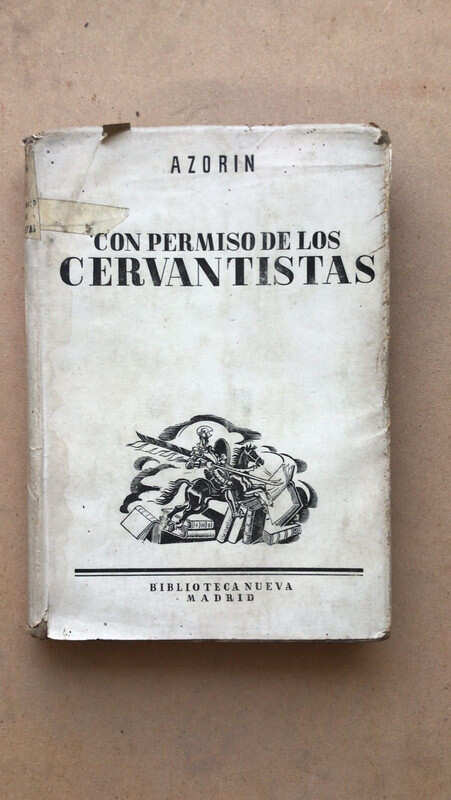 AZORIN
CON PERMISO DE LOS
CERVANTISTAS
BIBLIOTECA NUEVA
MADRID